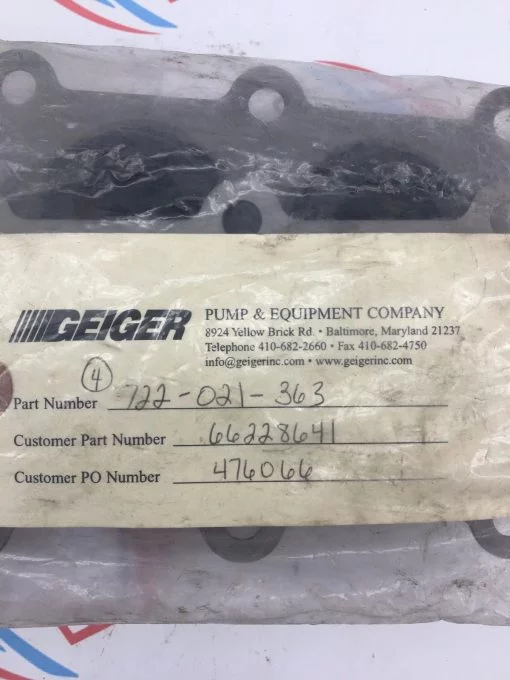 GEIGER
PUMP & EQUIPMENT COMPANY
8924 Yellow Brick Rd. • Baltimore, Maryland 21237
Telephone 410-682-2660 • Fax 410-682-4750
info@geigerinc.com • www.geigerinc.com
4
Part Number 722-021-363
Customer Part Number 66228641
Customer PO Number 476066